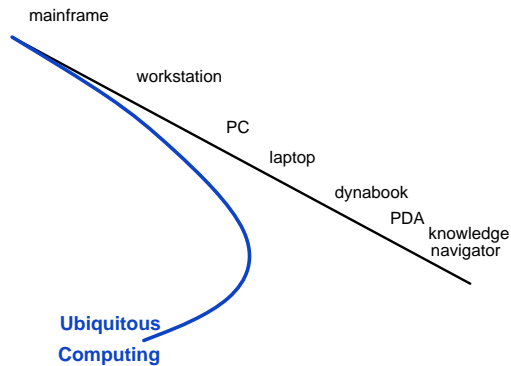 mainframe
workstation
PC
laptop
dynabook
PDA
knowledge
navigator
Ubiquitous
Computing